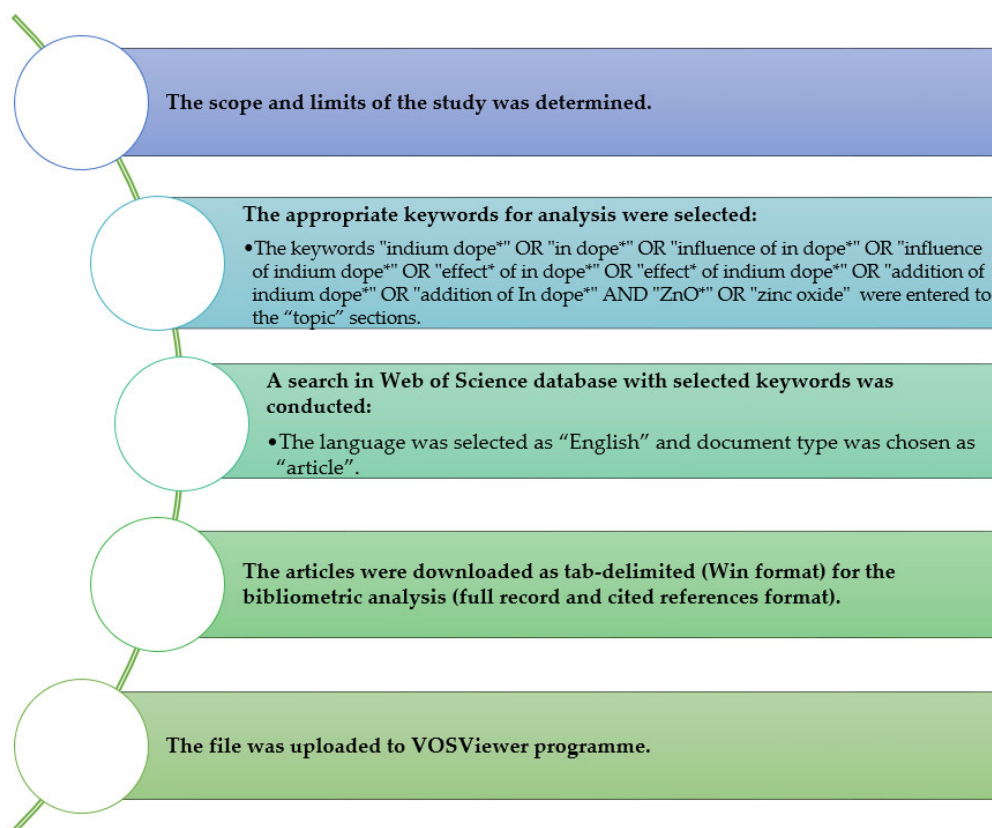 The scope and limits of the study was determined.
The appropriate keywords for analysis were selected:
•The keywords "indium dope*" OR "in dope*" OR "influence of in dope*" OR "influence
of indium dope*" OR "effect* of in dope*" OR "effect* of indium dope*" OR "addition of
indium dope*" OR "addition of In dope*" AND "ZnO*" OR "zinc oxide" were entered to
the “topic” sections.
A search in Web of Science database with selected keywords was
conducted:
•The language was selected as “English” and document type was chosen as
“article”.
The articles were downloaded as tab-delimited (Win format) for the
bibliometric analysis (full record and cited references format).
The file was uploaded to VOSViewer programme.